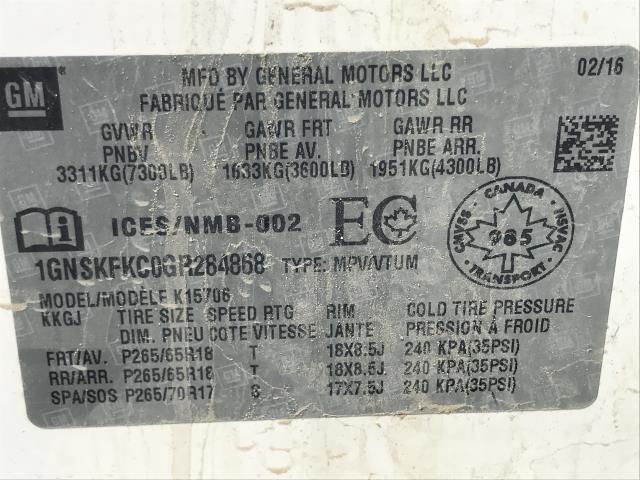 GM
MFD BY GENERAL MOTORS LLC
02/16
FABRIQUÉ PAR GENERAL MOTORS LLC
GVWR GAWR FRT GAWR RR
PNBV PNBE AV. PNBE ARR.
3311KG(7300LB) 1633KG(3600LB) 1951KG(4300LB)
ICES/NMB-002 EC
CANADA CMVSS NSVAC 985 TRANSPORT
1GNSKFKC0GR284868 TYPE: MPV/VTUM
MODEL/MODÈLE K15706
KKGJ TIRE SIZE SPEED RTG RIM COLD TIRE PRESSURE
DIM. PNEU COTE VITESSE JANTE PRESSION À FROID
FRT/AV. P265/65R18 T 18X8.5J 240 KPA(35PSI)
RR/ARR. P265/65R18 T 18X8.5J 240 KPA(35PSI)
SPA/SOS P265/70R17 S 17X7.5J 240 KPA(35PSI)